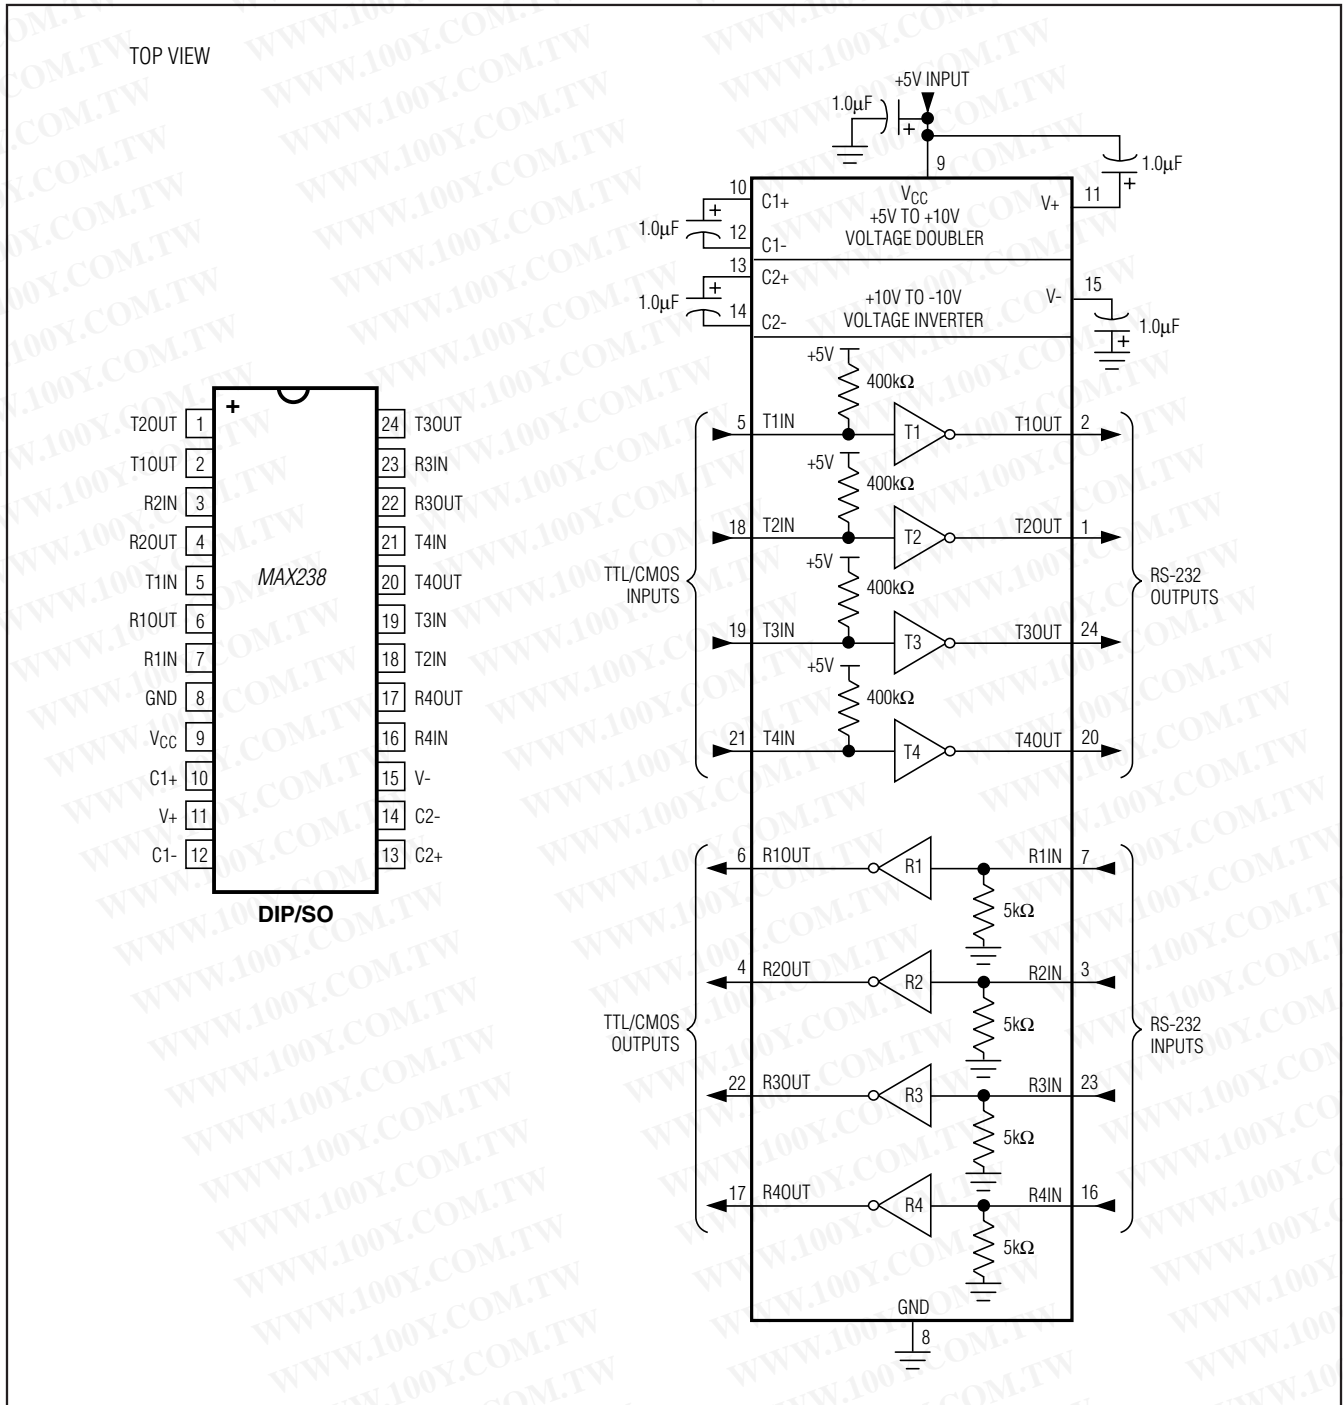 TOP VIEW
+5V INPUT
1.0µF
+
9
1.0µF
+
10
C1+
VCC
+5V TO +10V
VOLTAGE DOUBLER
V+
11
+
1.0µF
12
C1-
13
C2+
+
1.0µF
14
C2-
+10V TO -10V
VOLTAGE INVERTER
V-
15
1.0µF
+
+5V
400kΩ
5
T1IN
T1
T1OUT
2
+5V
400kΩ
18
T2IN
T2
T2OUT
1
+5V
400kΩ
19
T3IN
T3
T3OUT
24
+5V
400kΩ
21
T4IN
T4
T4OUT
20
TTL/CMOS
INPUTS
RS-232
OUTPUTS
+
T2OUT 1
24 T3OUT
T1OUT 2
23 R3IN
R2IN 3
22 R3OUT
R2OUT 4
21 T4IN
T1IN 5
MAX238
20 T4OUT
R1OUT 6
19 T3IN
R1IN 7
18 T2IN
GND 8
17 R4OUT
VCC 9
16 R4IN
C1+ 10
15 V-
V+ 11
14 C2-
C1- 12
13 C2+
DIP/SO
6
R1OUT
R1
R1IN
7
5kΩ
4
R2OUT
R2
R2IN
3
5kΩ
TTL/CMOS
OUTPUTS
RS-232
INPUTS
22
R3OUT
R3
R3IN
23
5kΩ
17
R4OUT
R4
R4IN
16
5kΩ
GND
8
WWW.100Y.COM.TW